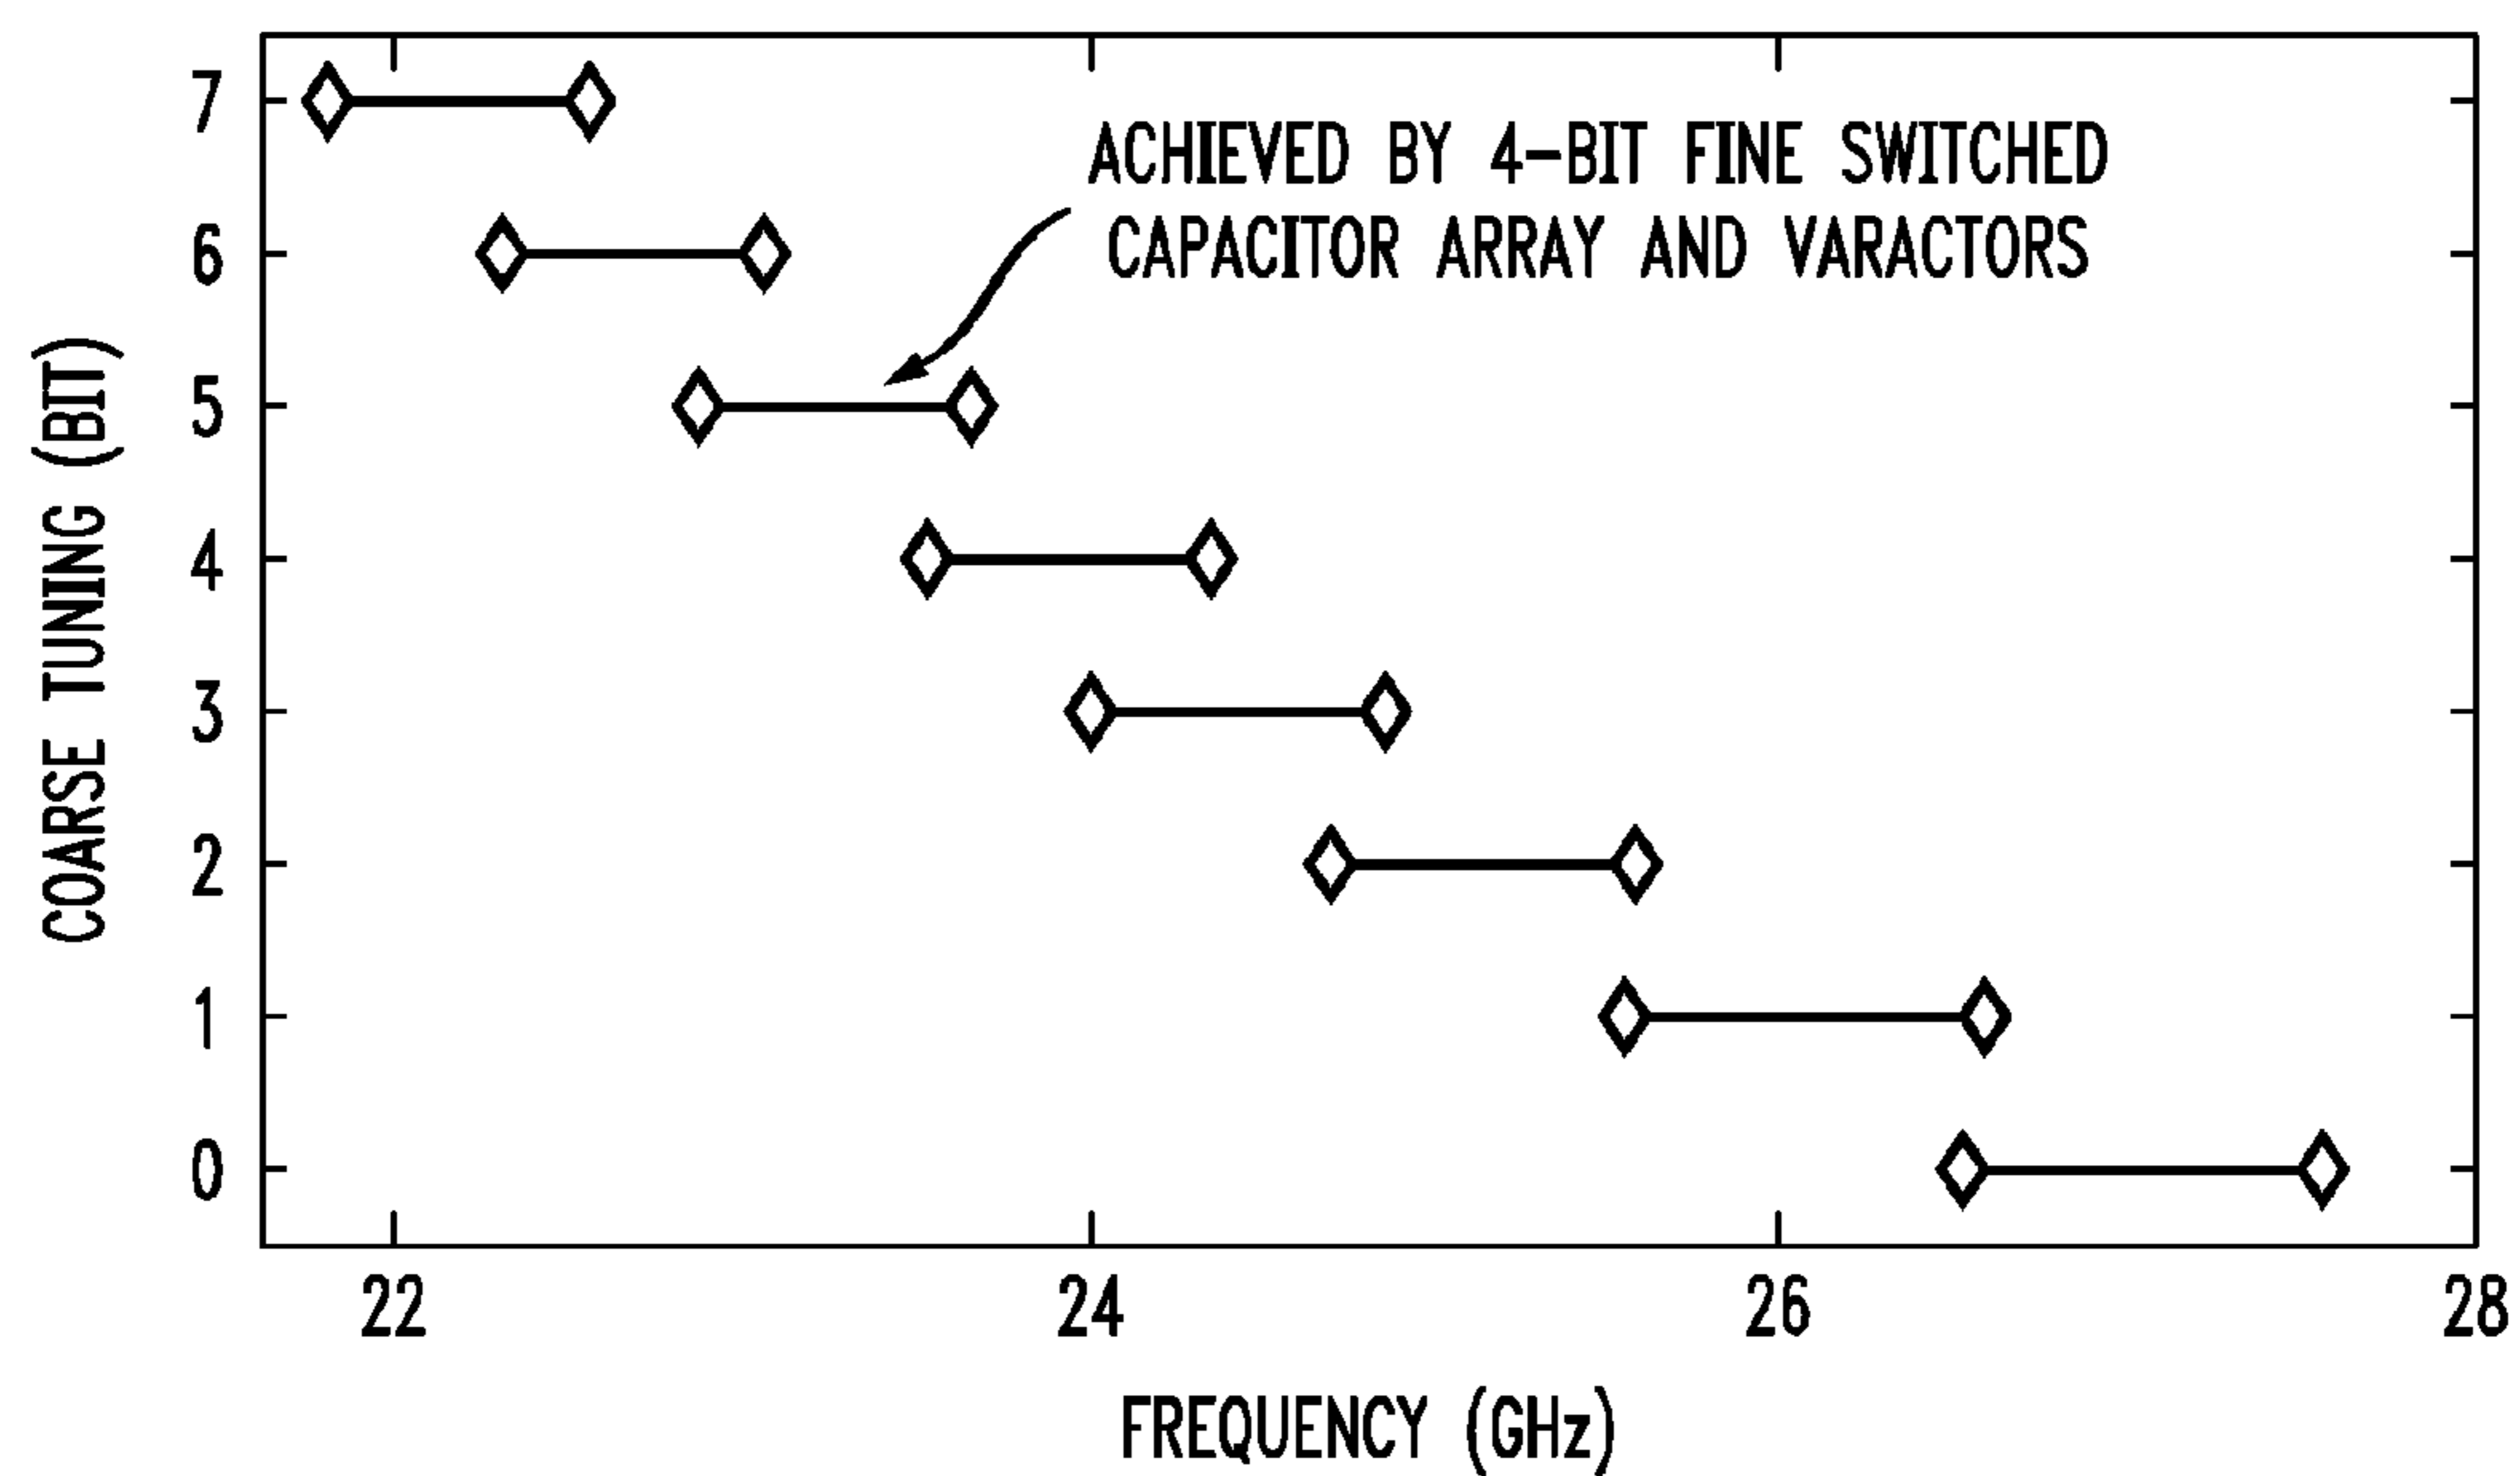 7
6
5
4
3
2
1
0
COARSE TUNING (BIT)
ACHIEVED BY 4-BIT FINE SWITCHED
CAPACITOR ARRAY AND VARACTORS
22 24 26 28
FREQUENCY (GHz)